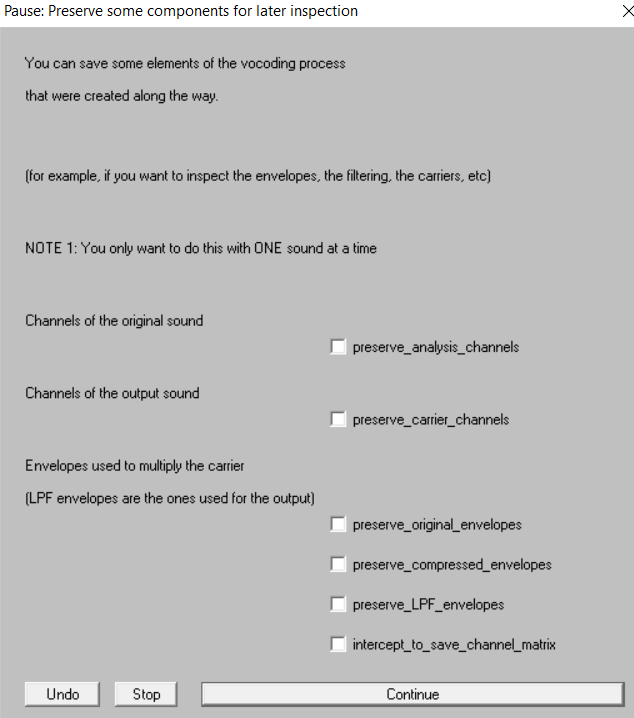 Pause: Preserve some components for later inspection
You can save some elements of the vocoding process
that were created along the way.
(for example, if you want to inspect the envelopes, the filtering, the carriers, etc)
NOTE 1: You only want to do this with ONE sound at a time
Channels of the original sound
preserve_analysis_channels
Channels of the output sound
preserve_carrier_channels
Envelopes used to multiply the carrier
(LPF envelopes are the ones used for the output)
preserve_original_envelopes
preserve_compressed_envelopes
preserve_LPF_envelopes
intercept_to_save_channel_matrix
Undo Stop Continue